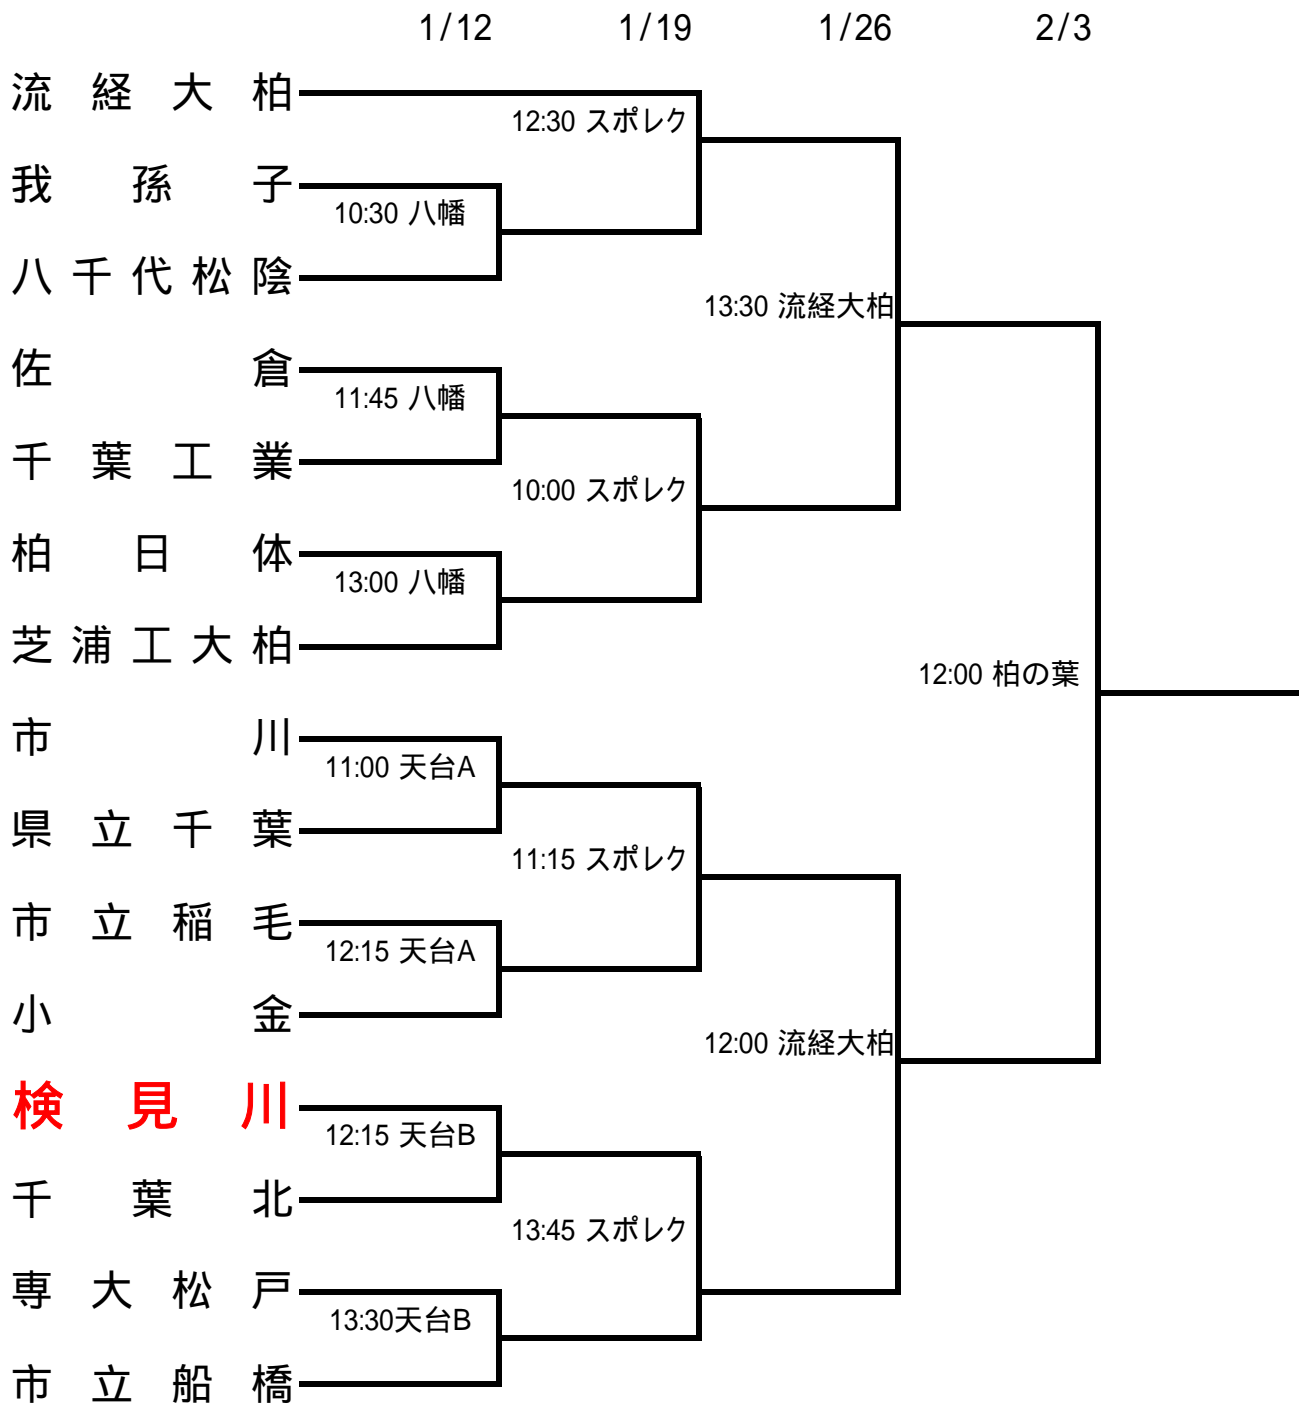 1/12 1/19 1/26 2/3
流経大柏
12:30 スポレク
我孫子
10:30 八幡
八千代松陰
13:30 流経大柏
佐倉
11:45 八幡
千葉工業
10:00 スポレク
柏日体
13:00 八幡
芝浦工大柏
12:00 柏の葉
市川
11:00 天台A
県立千葉
11:15 スポレク
市立稲毛
12:15 天台A
小金
12:00 流経大柏
検見川
12:15 天台B
千葉北
13:45 スポレク
専大松戸
13:30天台B
市立船橋